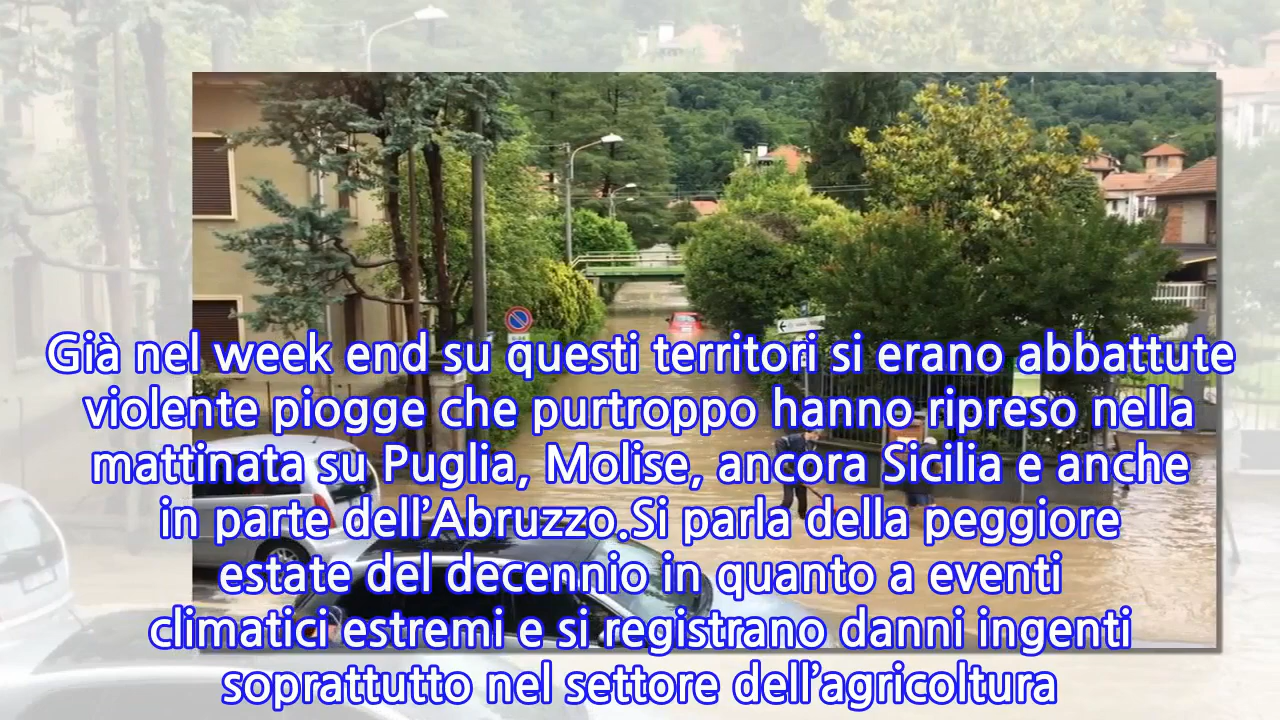 Già nel week end su questi territori si erano abbattute
violente piogge che purtroppo hanno ripreso nella
mattinata su Puglia, Molise, ancora Sicilia e anche
in parte dell'Abruzzo.Si parla della peggiore
estate del decennio in quanto a eventi
climatici estremi e si registrano danni ingenti
soprattutto nel settore dell'agricoltura